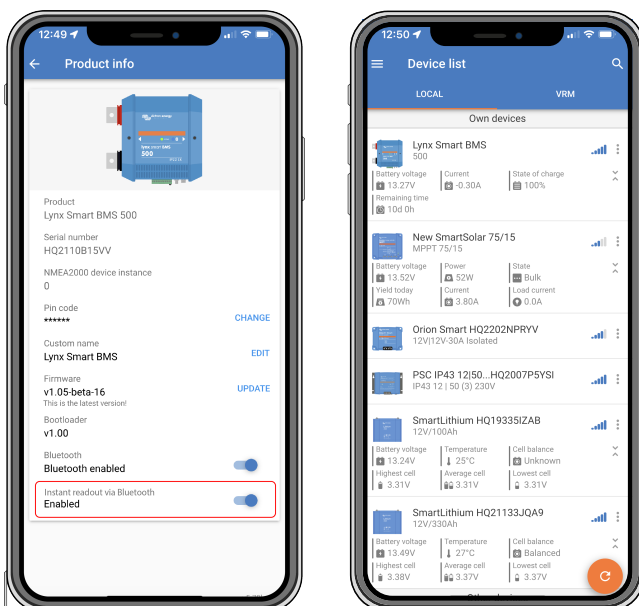 12:49
Product info
lynx smart BMS
500
Product
Lynx Smart BMS 500
Serial number
HQ2110B15VV
NMEA2000 device instance
0
Pin code
****** CHANGE
Custom name
Lynx Smart BMS EDIT
Firmware
v1.05-beta-16 UPDATE
This is the latest version!
Bootloader
v1.00
Bluetooth
Bluetooth enabled
Instant readout via Bluetooth
Enabled
12:50
Device list
LOCAL VRM
Own devices
Lynx Smart BMS
500
Battery voltage Current State of charge
13.27V -0.30A 100%
Remaining time
10d 0h
New SmartSolar 75/15
MPPT 75/15
Battery voltage Power State
13.52V 52W Bulk
Yield today Current Load current
70Wh 3.80A 0.0A
Orion Smart HQ2202NPRYV
12V|12V-30A Isolated
PSC IP43 12|50...HQ2007P5YSI
IP43 12 | 50 (3) 230V
SmartLithium HQ19335IZAB
12V/100Ah
Battery voltage Temperature Cell balance
13.24V 25°C Unknown
Highest cell Average cell Lowest cell
3.31V 3.31V 3.31V
SmartLithium HQ21133JQA9
12V/330Ah
Battery voltage Temperature Cell balance
13.49V 27°C Balanced
Highest cell Average cell Lowest cell
3.38V 3.37V 3.37V